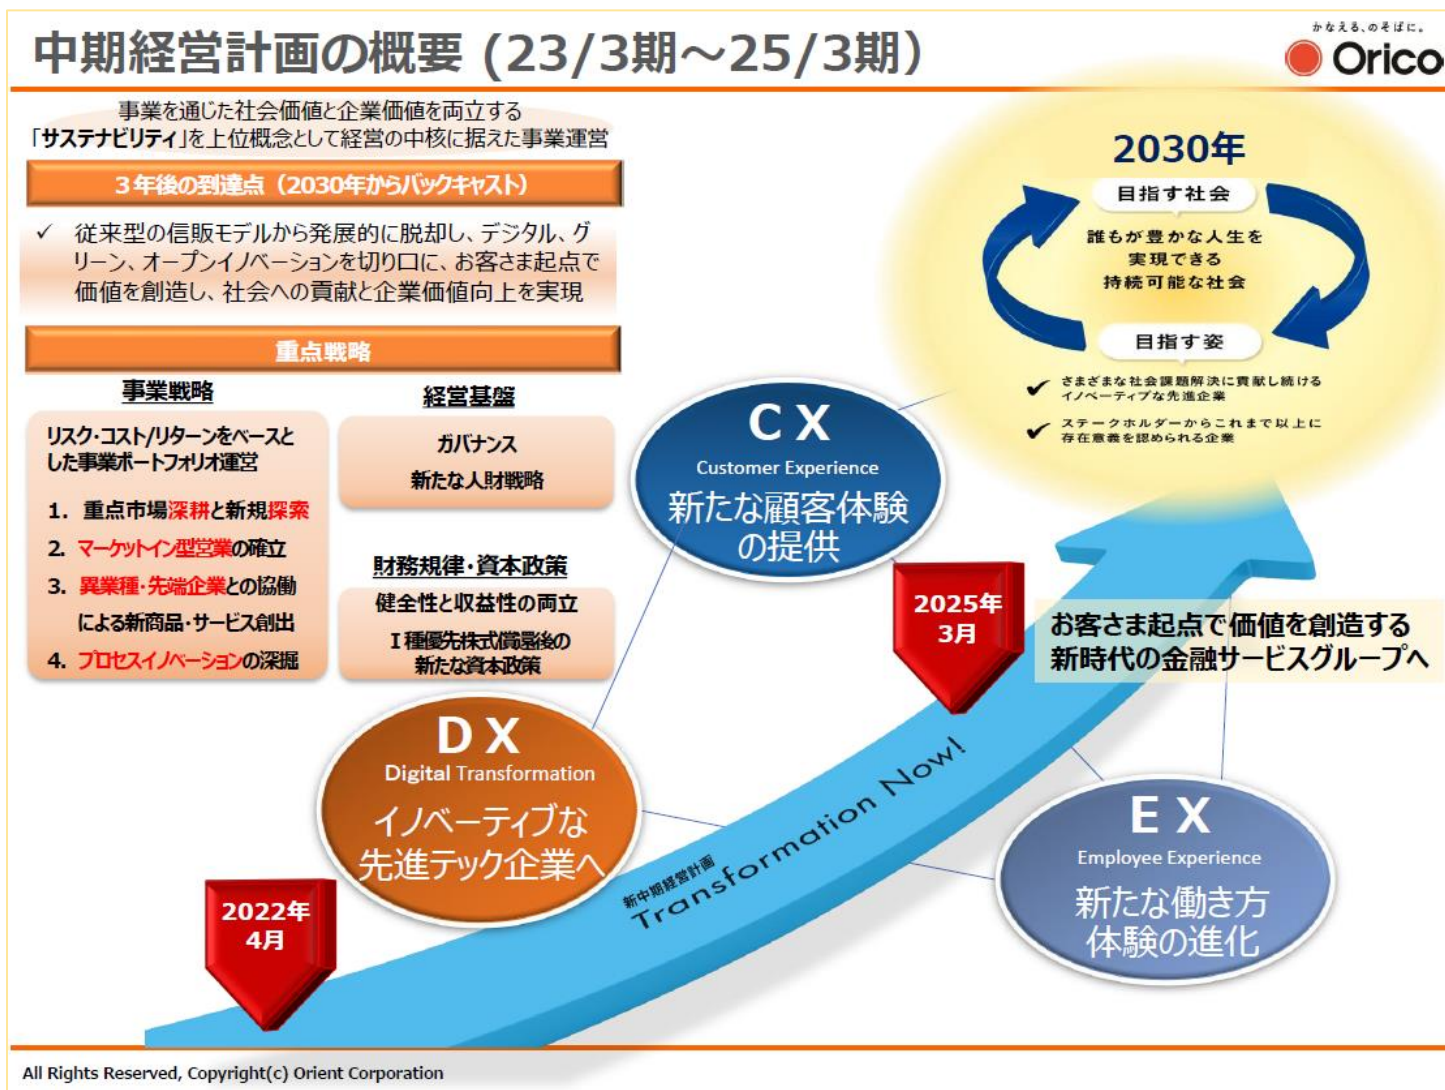 中期経営計画の概要 (23/3期～25/3期)
かなえる、のそばに。
Orico
事業を通じた社会価値と企業価値を両立する
「サステナビリティ」を上位概念として経営の中核に据えた事業運営
３年後の到達点（2030年からバックキャスト）
✓ 従来型の信販モデルから発展的に脱却し、デジタル、グ
リーン、オープンイノベーションを切り口に、お客さま起点で
価値を創造し、社会への貢献と企業価値向上を実現
重点戦略
事業戦略
リスク・コスト/リターンをベースと
した事業ポートフォリオ運営
1. 重点市場深耕と新規探索
2. マーケットイン型営業の確立
3. 異業種・先端企業との協働
による新商品・サービス創出
4. プロセスイノベーションの深掘
経営基盤
ガバナンス
新たな人財戦略
財務規律・資本政策
健全性と収益性の両立
Ⅰ種優先株式償還後の
新たな資本政策
2030年
目指す社会
誰もが豊かな人生を
実現できる
持続可能な社会
目指す姿
✓ さまざまな社会課題解決に貢献し続ける
イノベーティブな先進企業
✓ ステークホルダーからこれまで以上に
存在意義を認められる企業
CX
Customer Experience
新たな顧客体験
の提供
2025年
3月
お客さま起点で価値を創造する
新時代の金融サービスグループへ
DX
Digital Transformation
イノベーティブな
先進テック企業へ
新中期経営計画
Transformation Now!
EX
Employee Experience
新たな働き方
体験の進化
2022年
4月
All Rights Reserved, Copyright(c) Orient Corporation